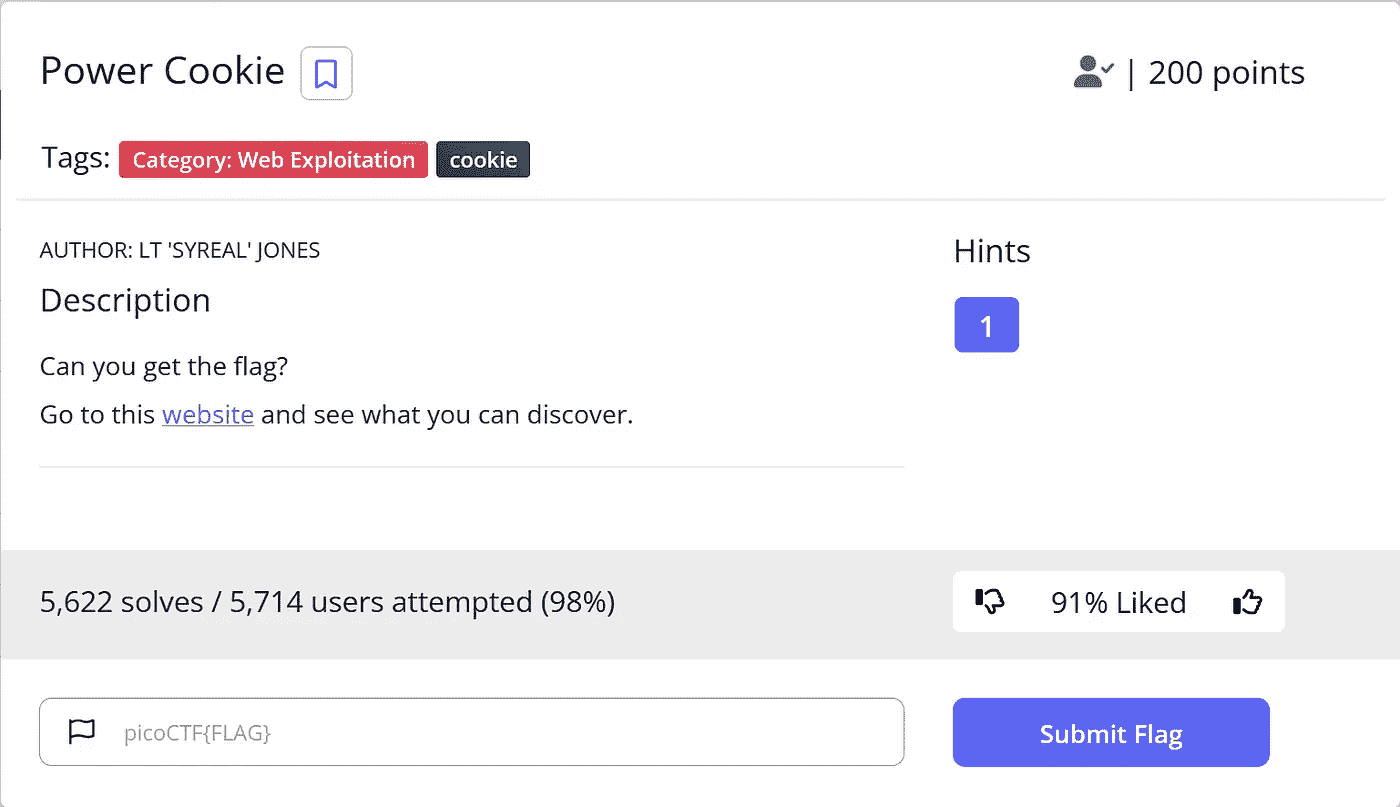 Power Cookie | 200 points
Tags: Category: Web Exploitation cookie
AUTHOR: LT 'SYREAL' JONES
Description
Can you get the flag?
Go to this website and see what you can discover.
Hints
1
5,622 solves / 5,714 users attempted (98%)
91% Liked
picoCTF{FLAG}
Submit Flag